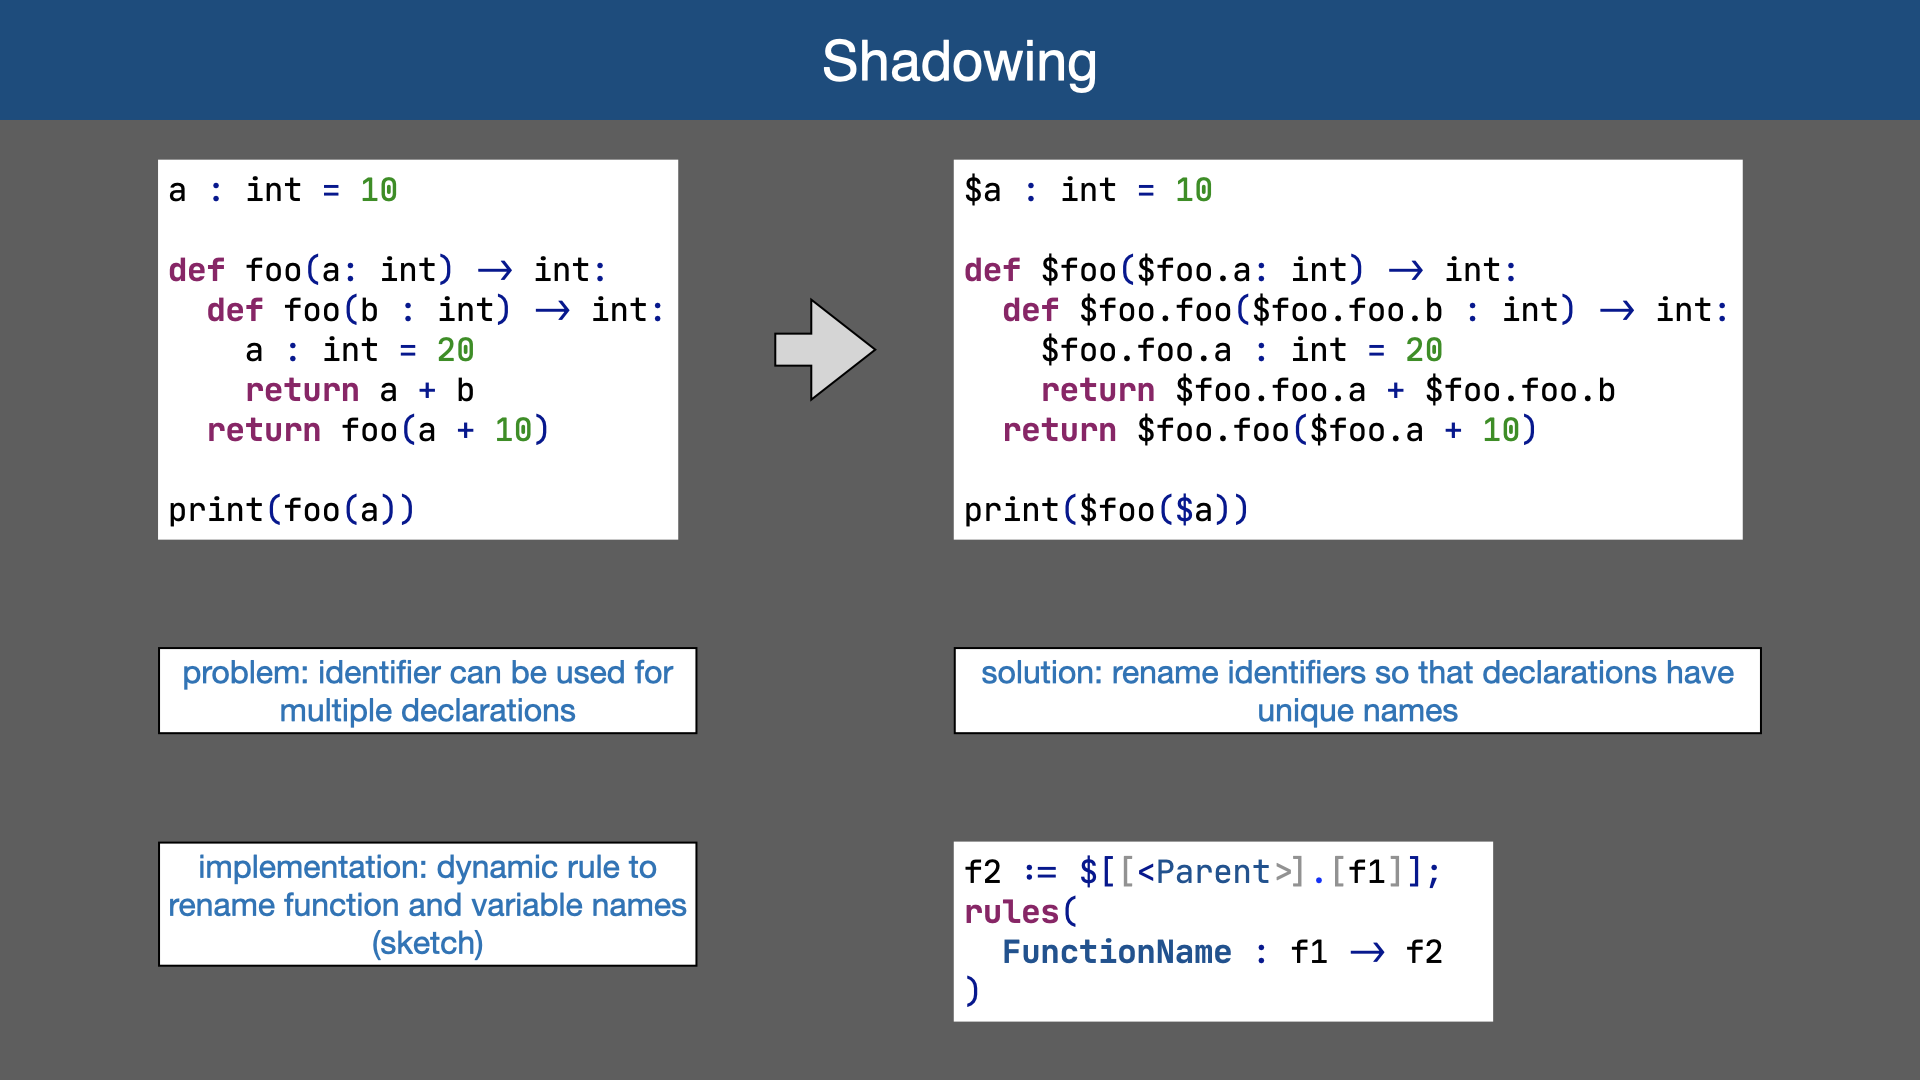 Shadowing
a : int = 10
def foo(a: int) → int:
  def foo(b : int) → int:
    a : int = 20
    return a + b
  return foo(a + 10)
print(foo(a))
$a : int = 10
def $foo($foo.a: int) → int:
  def $foo.foo($foo.foo.b : int) → int:
    $foo.foo.a : int = 20
    return $foo.foo.a + $foo.foo.b
  return $foo.foo($foo.a + 10)
print($foo($a))
problem: identifier can be used for
multiple declarations
solution: rename identifiers so that declarations have
unique names
implementation: dynamic rule to
rename function and variable names
(sketch)
f2 := $[[<Parent>].[f1]];
rules(
  FunctionName : f1 → f2
)